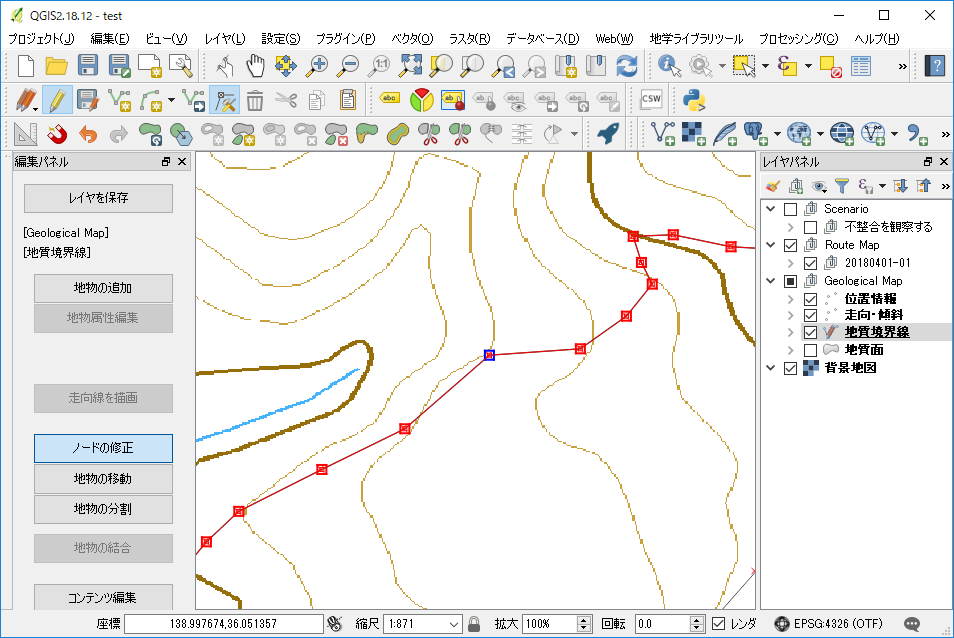 QGIS2.18.12 - test
プロジェクト(J) 編集(E) ビュー(V) レイヤ(L) 設定(S) プラグイン(P) ベクタ(O) ラスタ(R) データベース(D) Web(W) 地学ライブラリツール プロセッシング(C) ヘルプ(H)
1:1
abc
ab
CSW
編集パネル
レイヤを保存
[Geological Map]
[地質境界線]
地物の追加
地物属性編集
走向線を描画
ノードの修正
地物の移動
地物の分割
地物の結合
コンテンツ編集
レイヤパネル
Scenario
不整合を観察する
Route Map
20180401-01
Geological Map
位置情報
走向・傾斜
地質境界線
地質面
背景地図
座標 138.997674,36.051357 縮尺 1:871 拡大 100% 回転 0.0 レンダ EPSG:4326 (OTF)